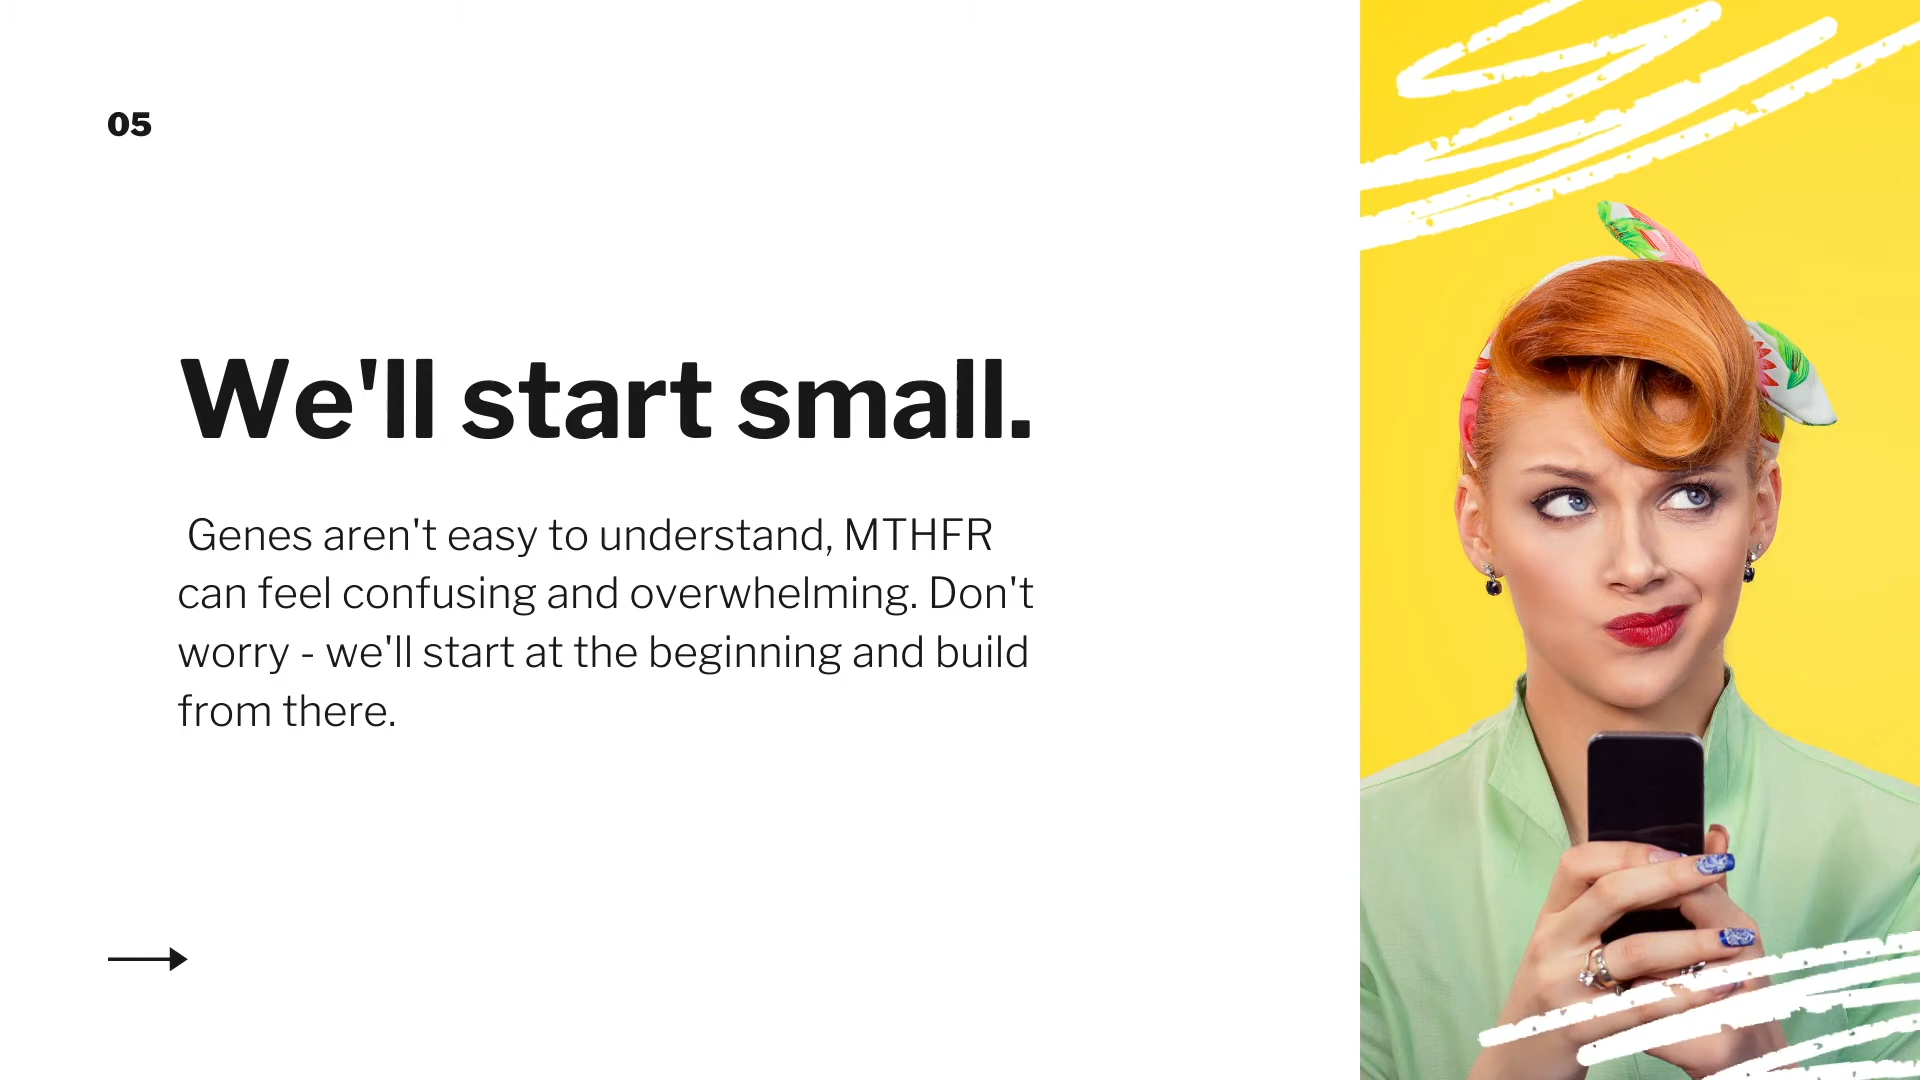 05
We'll start small.
Genes aren't easy to understand, MTHFR
can feel confusing and overwhelming. Don't
worry - we'll start at the beginning and build
from there.